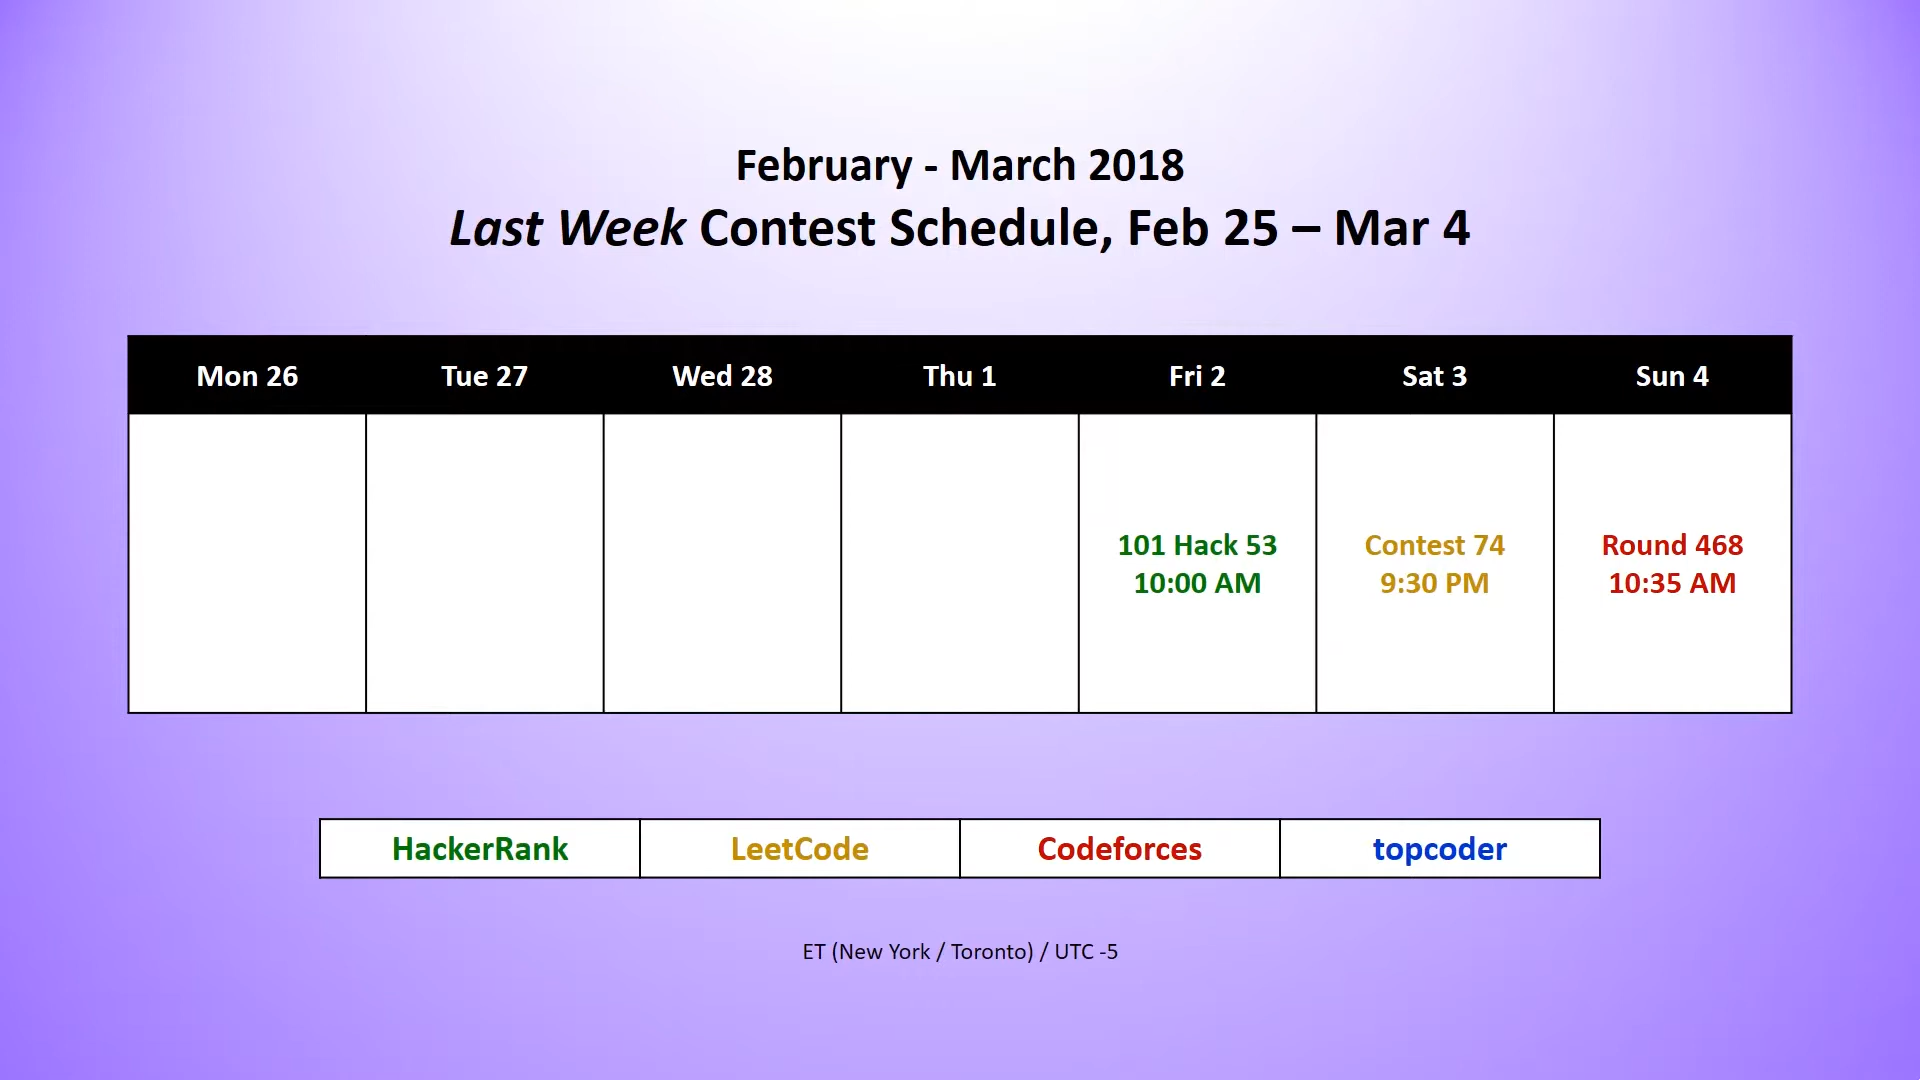 February - March 2018
Last Week Contest Schedule, Feb 25 – Mar 4
Mon 26 Tue 27 Wed 28 Thu 1 Fri 2 Sat 3 Sun 4
101 Hack 53 Contest 74 Round 468
10:00 AM 9:30 PM 10:35 AM
HackerRank LeetCode Codeforces topcoder
ET (New York / Toronto) / UTC -5